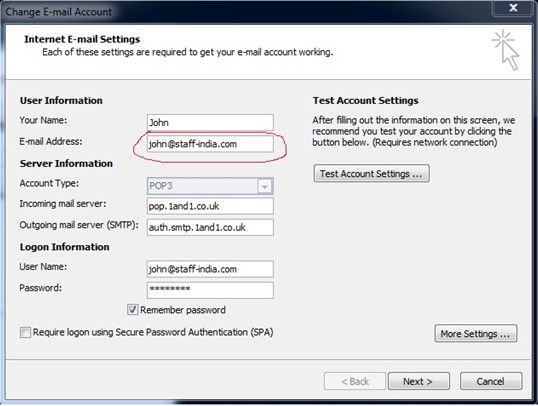 Change E-mail Account
Internet E-mail Settings
Each of these settings are required to get your e-mail account working.
User Information
Your Name: John
E-mail Address: john@staff-india.com
Server Information
Account Type: POP3
Incoming mail server: pop.1and1.co.uk
Outgoing mail server (SMTP): auth.smtp.1and1.co.uk
Logon Information
User Name: john@staff-india.com
Password: ********
Remember password
Require logon using Secure Password Authentication (SPA)
Test Account Settings
After filling out the information on this screen, we
recommend you test your account by clicking the
button below. (Requires network connection)
Test Account Settings ...
More Settings ...
< Back Next > Cancel